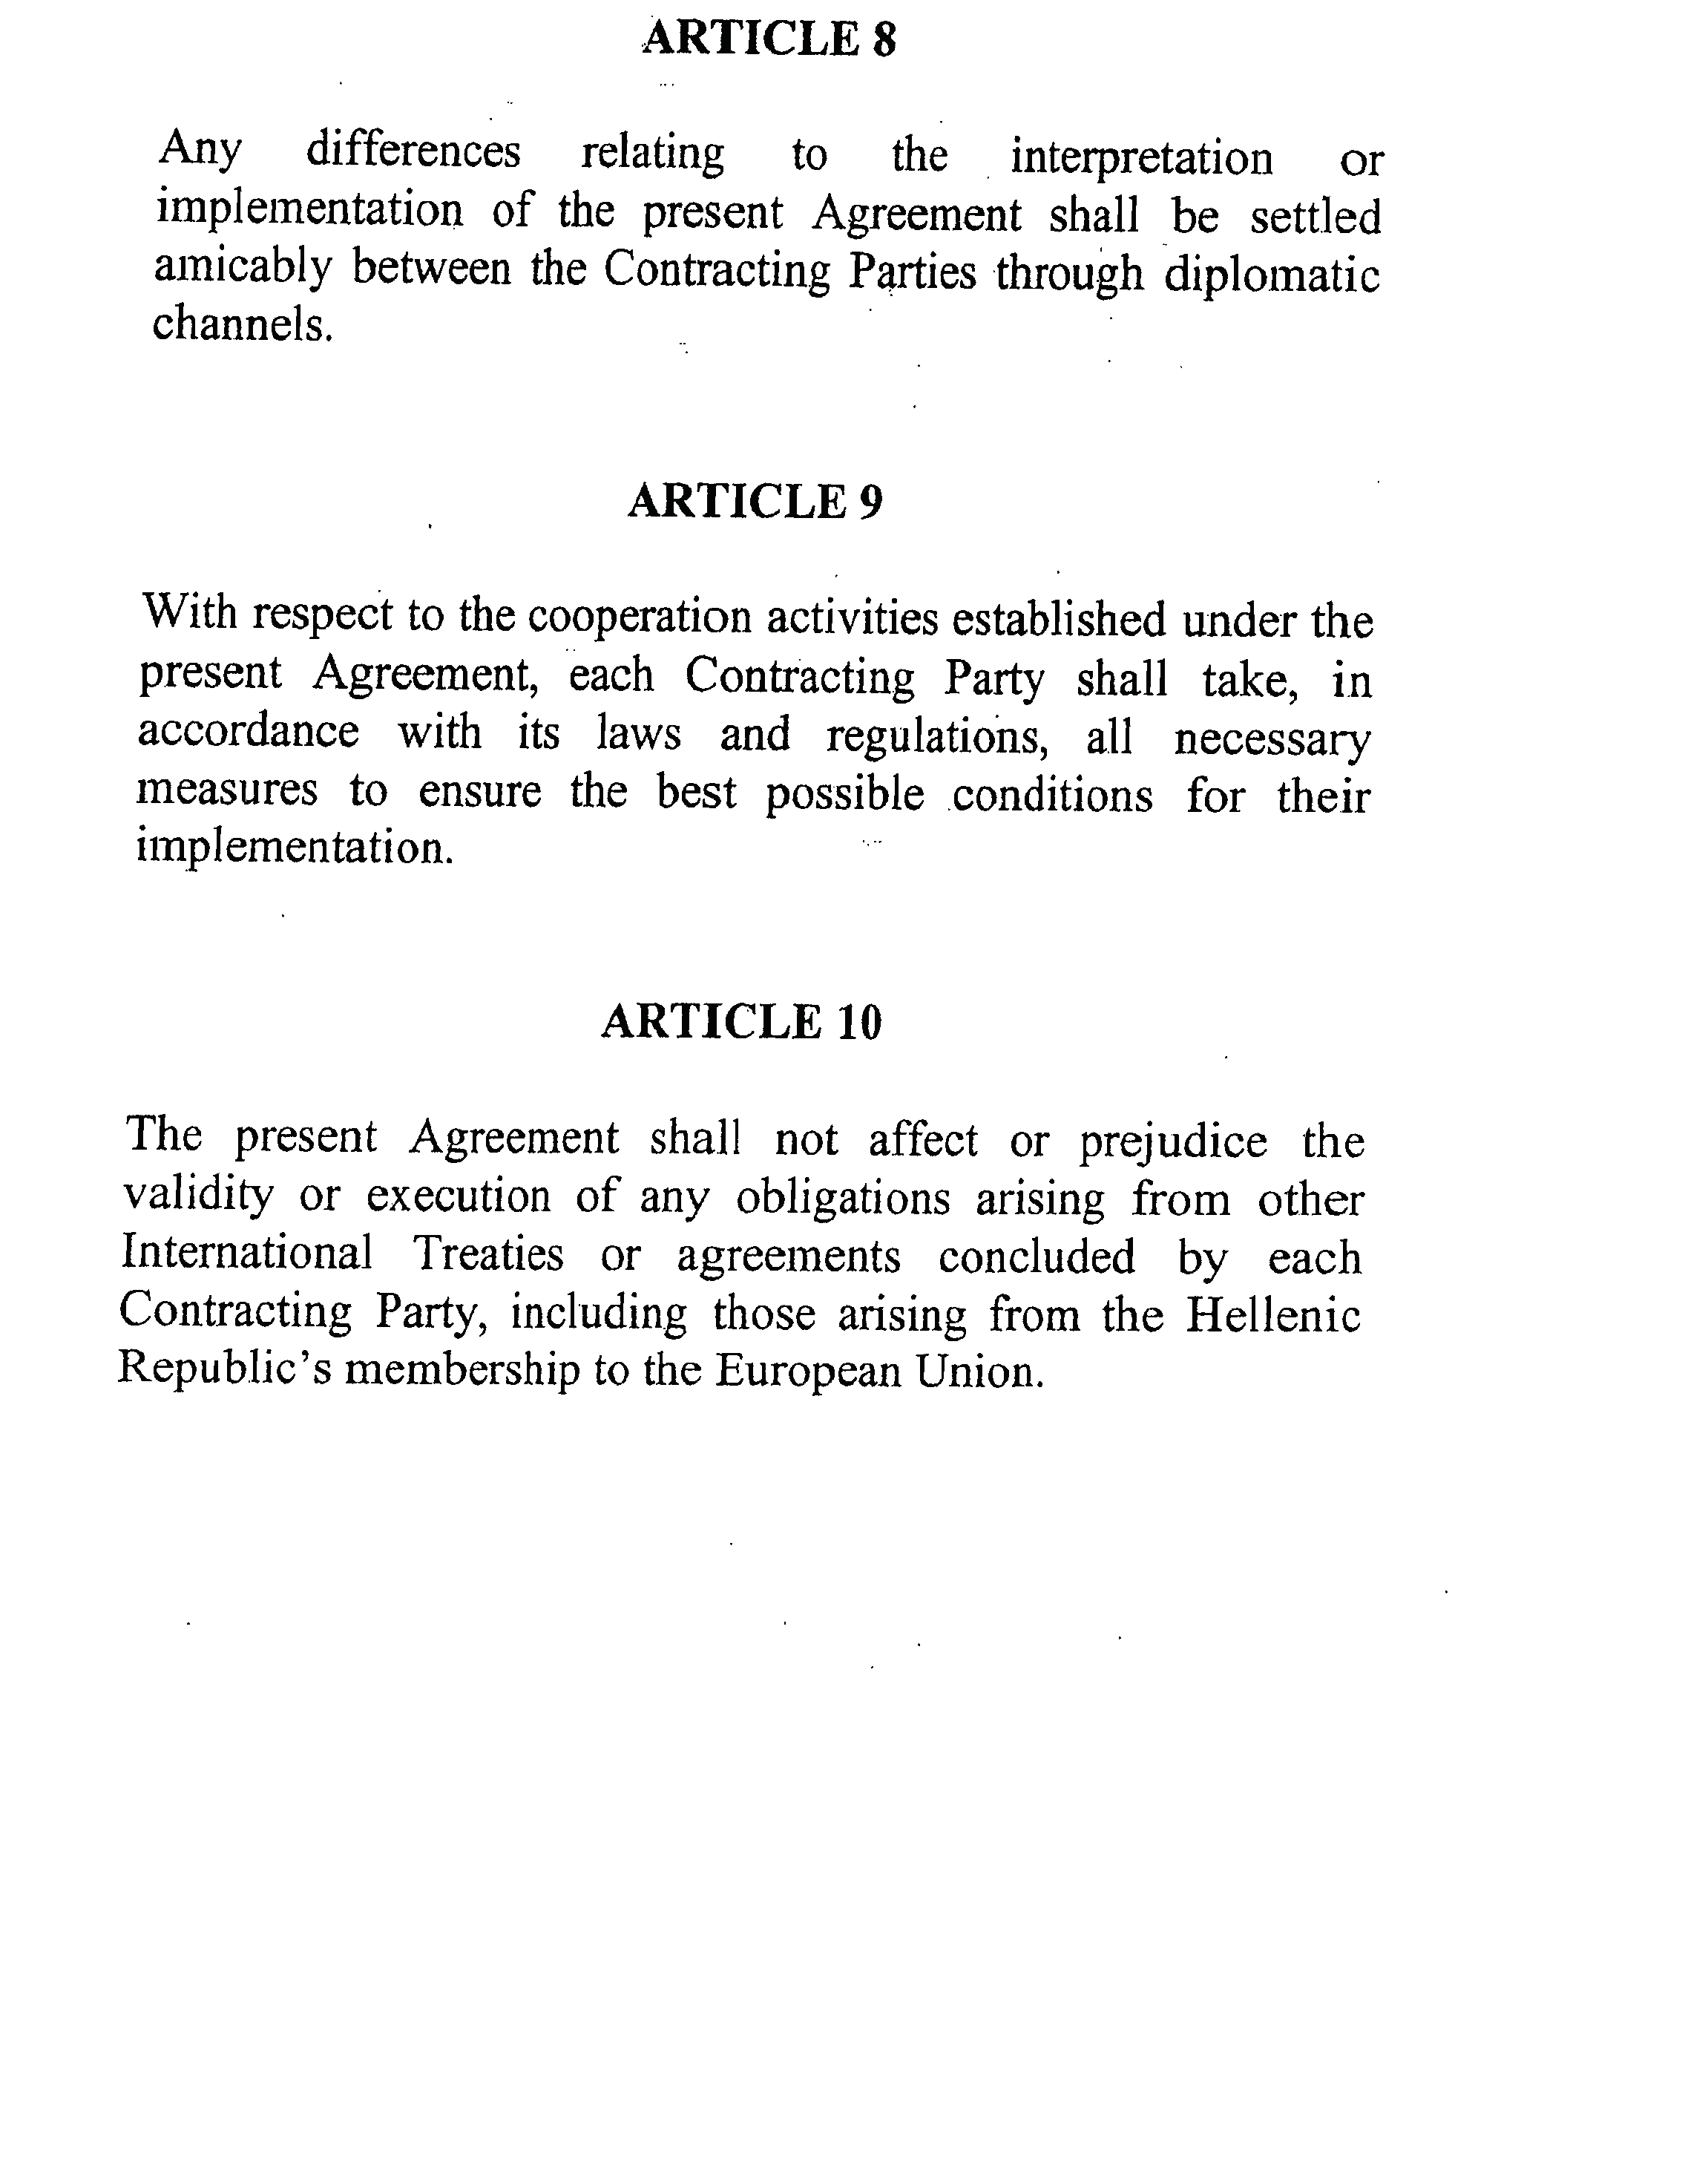 ARTICLE 8
Any differences relating to the interpretation or
implementation of the present Agreement shall be settled
amicably between the Contracting Parties through diplomatic
channels.
ARTICLE 9
With respect to the cooperation activities established under the
present Agreement, each Contracting Party shall take, in
accordance with its laws and regulations, all necessary
measures to ensure the best possible conditions for their
implementation.
ARTICLE 10
The present Agreement shall not affect or prejudice the
validity or execution of any obligations arising from other
International Treaties or agreements concluded by each
Contracting Party, including those arising from the Hellenic
Republic's membership to the European Union.